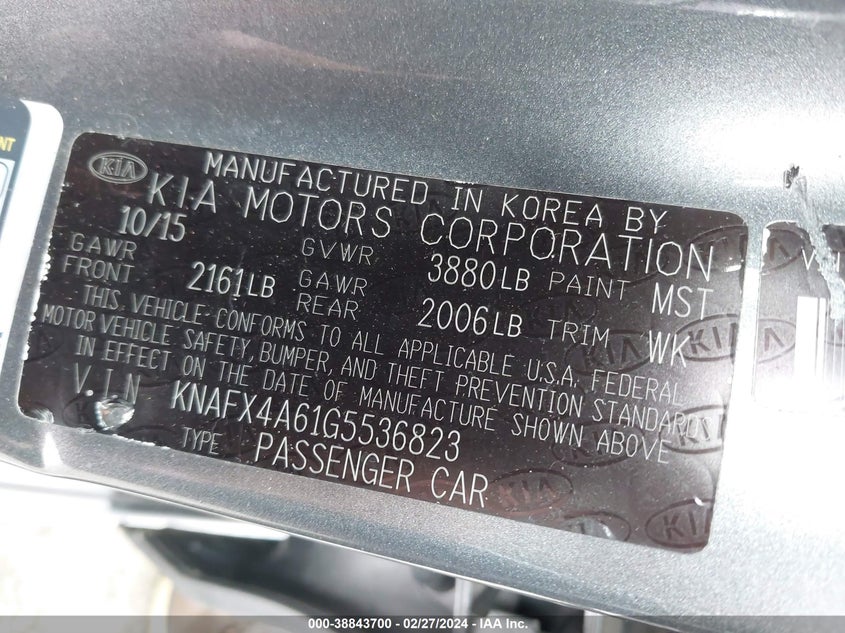 NT
KIA
MANUFACTURED IN KOREA BY
KIA MOTORS CORPORATION
10/15 GVWR 3880LB PAINT MST
GAWR FRONT 2161LB GAWR REAR 2006LB TRIM WK
THIS VEHICLE CONFORMS TO ALL APPLICABLE U.S.A. FEDERAL
MOTOR VEHICLE SAFETY, BUMPER, AND THEFT PREVENTION STANDARDS
IN EFFECT ON THE DATE OF MANUFACTURE SHOWN ABOVE
V.I.N KNAFX4A61G5536823
TYPE PASSENGER CAR
V.I
000-38843700 - 02/27/2024 - IAA Inc.